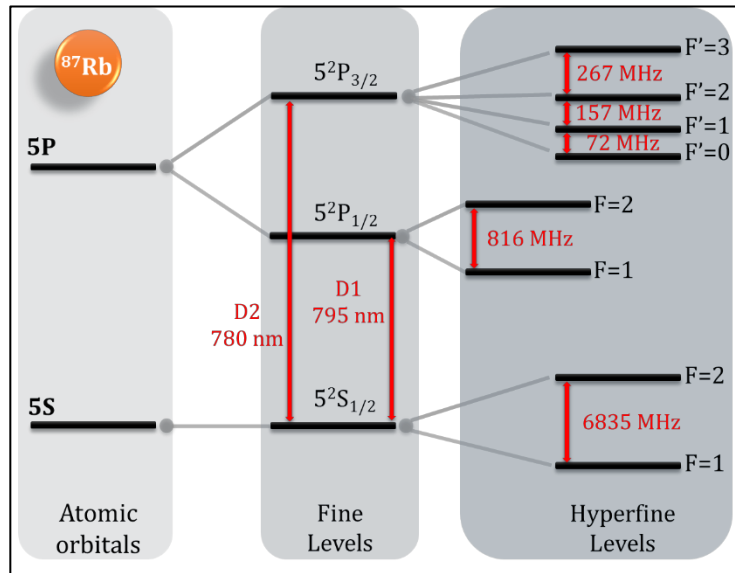 ⁸⁷Rb
5P
5S
Atomic
orbitals
5²P₃/₂
5²P₁/₂
D2
780 nm
D1
795 nm
5²S₁/₂
Fine
Levels
F'=3
267 MHz
F'=2
157 MHz
F'=1
72 MHz
F'=0
F=2
816 MHz
F=1
F=2
6835 MHz
F=1
Hyperfine
Levels